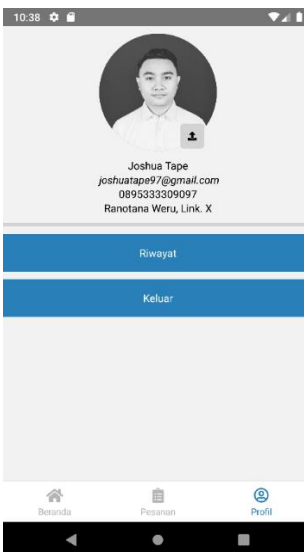 10:38
Joshua Tape
joshuatape97@gmail.com
0895333309097
Ranotana Weru, Link. X
Riwayat
Keluar
Beranda
Pesanan
Profil